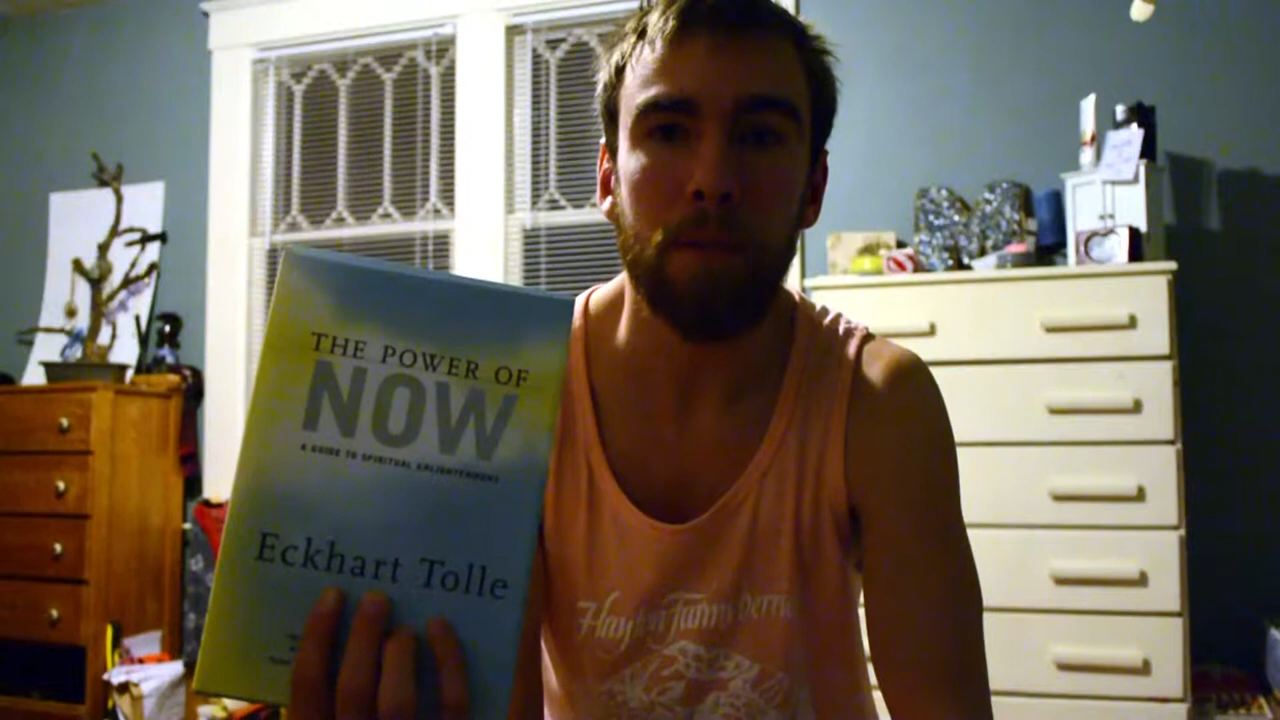 THE POWER OF
NOW
A GUIDE TO SPIRITUAL ENLIGHTENMENT
Eckhart Tolle